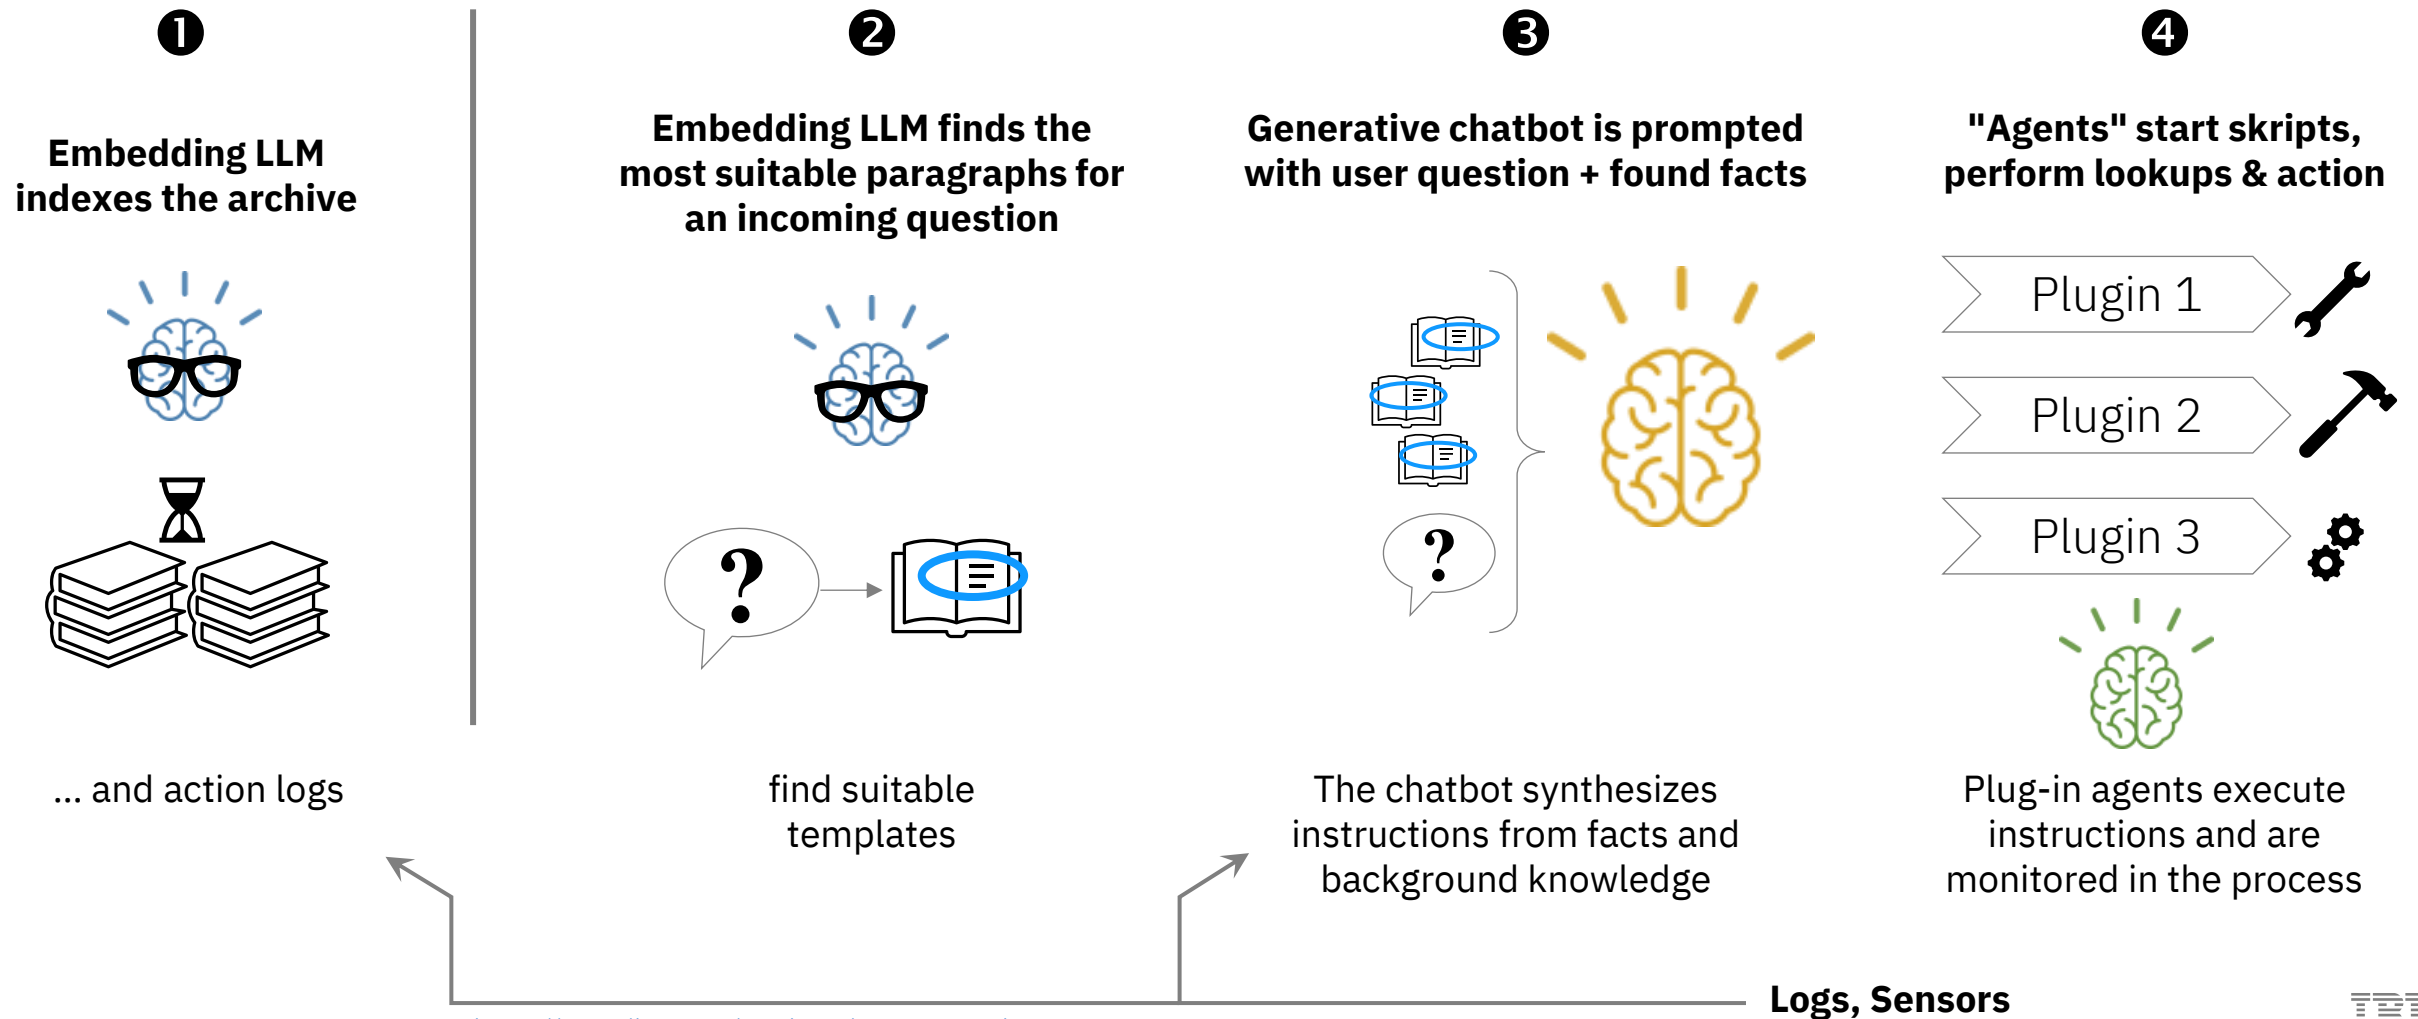 ❶
Embedding LLM
indexes the archive
... and action logs
❷
Embedding LLM finds the
most suitable paragraphs for
an incoming question
?
find suitable
templates
❸
Generative chatbot is prompted
with user question + found facts
?
The chatbot synthesizes
instructions from facts and
background knowledge
❹
"Agents" start skripts,
perform lookups & action
Plugin 1
Plugin 2
Plugin 3
Plug-in agents execute
instructions and are
monitored in the process
Logs, Sensors